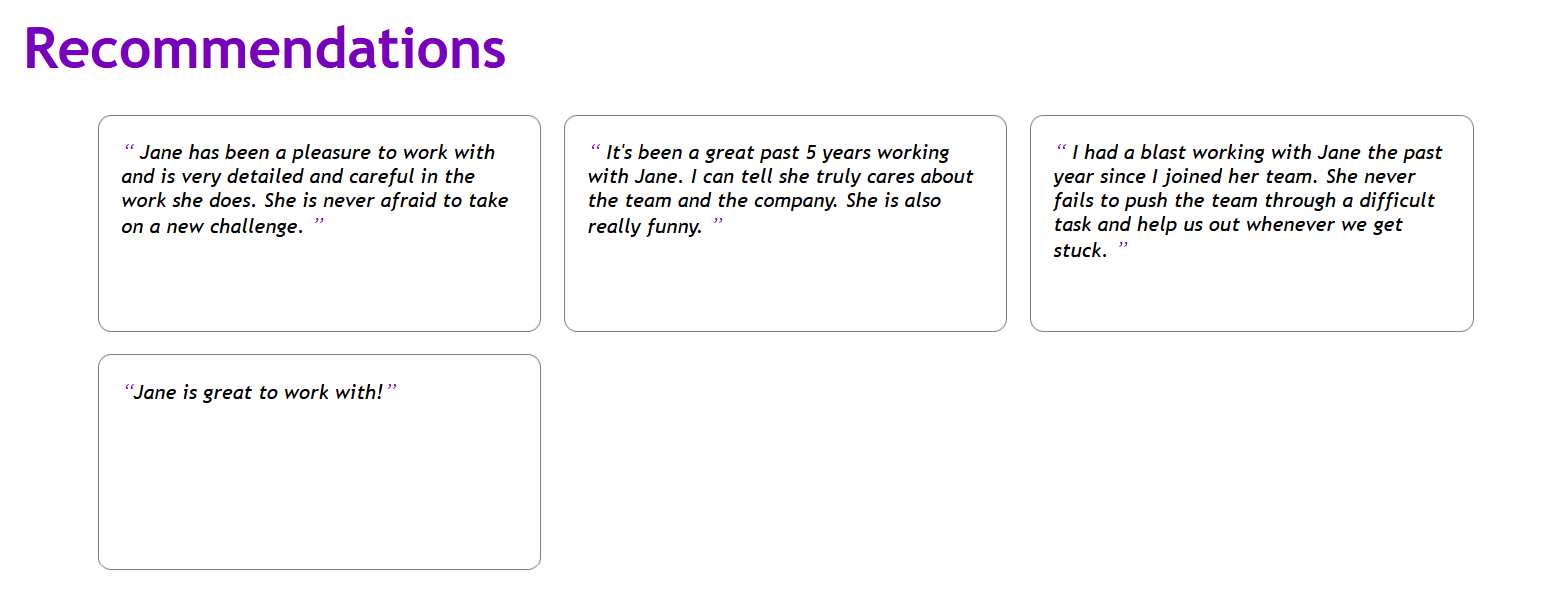 Recommendations
“ Jane has been a pleasure to work with
and is very detailed and careful in the
work she does. She is never afraid to take
on a new challenge. ”
“ It's been a great past 5 years working
with Jane. I can tell she truly cares about
the team and the company. She is also
really funny. ”
“ I had a blast working with Jane the past
year since I joined her team. She never
fails to push the team through a difficult
task and help us out whenever we get
stuck. ”
“Jane is great to work with!”